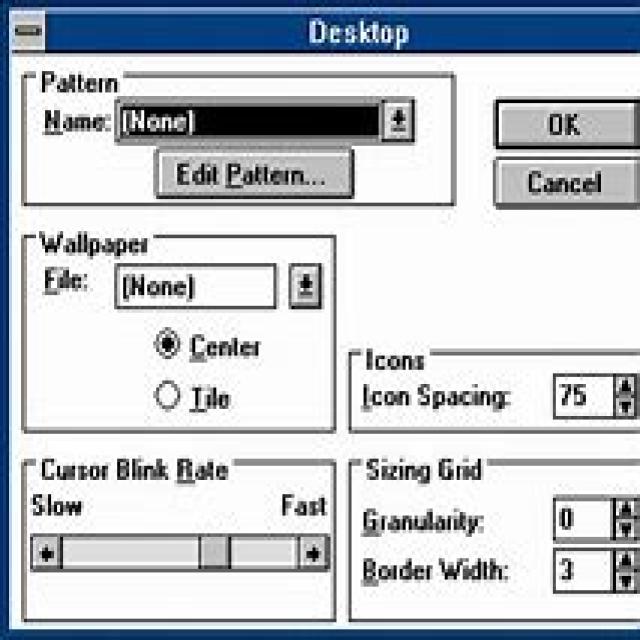 Desktop
Pattern
Name: (None)
Edit Pattern...
OK
Cancel
Wallpaper
File: (None)
Center
Tile
Icons
Icon Spacing: 75
Cursor Blink Rate
Slow Fast
Sizing Grid
Granularity: 0
Border Width: 3